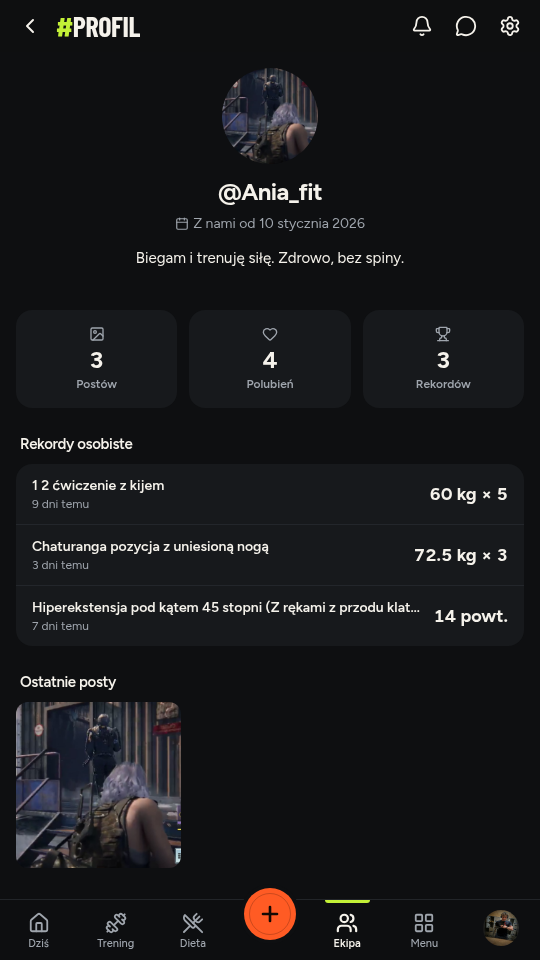 #PROFIL
@Ania_fit
Z nami od 10 stycznia 2026
Biegam i trenuję siłę. Zdrowo, bez spiny.
3
Postów
4
Polubień
3
Rekordów
Rekordy osobiste
1 2 ćwiczenie z kijem
9 dni temu
60 kg × 5
Chaturanga pozycja z uniesioną nogą
3 dni temu
72.5 kg × 3
Hiperekstensja pod kątem 45 stopni (Z rękami z przodu klat...
7 dni temu
14 powt.
Ostatnie posty
Dziś
Trening
Dieta
Ekipa
Menu